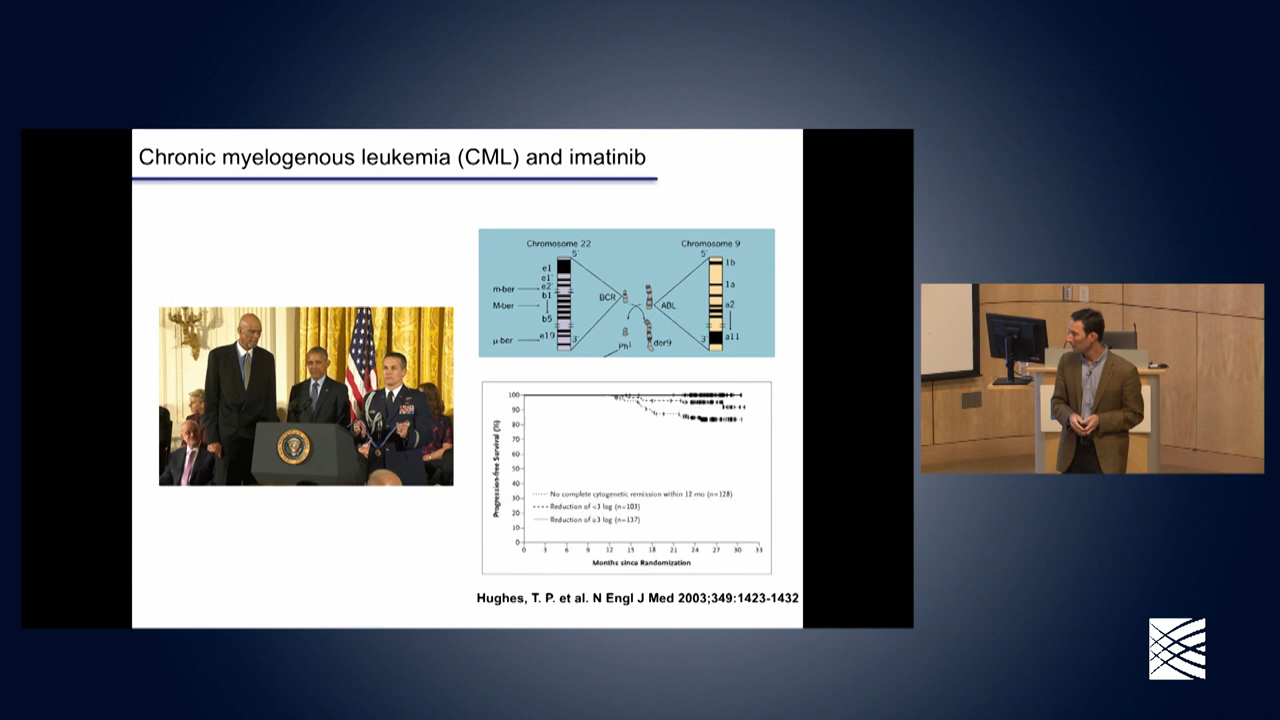 Chronic myelogenous leukemia (CML) and imatinib
Chromosome 22
Chromosome 9
5'
5'
e1
e1'
e2'
m-bcr
b1
M-bcr
b5
e19
μ-bcr
3'
BCR
ABL
Ph1
der9
1b
1a
a2
a11
3'
Progression-free Survival (%)
100
90
80
70
60
50
40
30
20
10
0
No complete cytogenetic remission within 12 mo (n=128)
Reduction of <3 log (n=103)
Reduction of ≥3 log (n=137)
0 3 6 9 12 15 18 21 24 27 30 33
Months since Randomization
Hughes, T. P. et al. N Engl J Med 2003;349:1423-1432